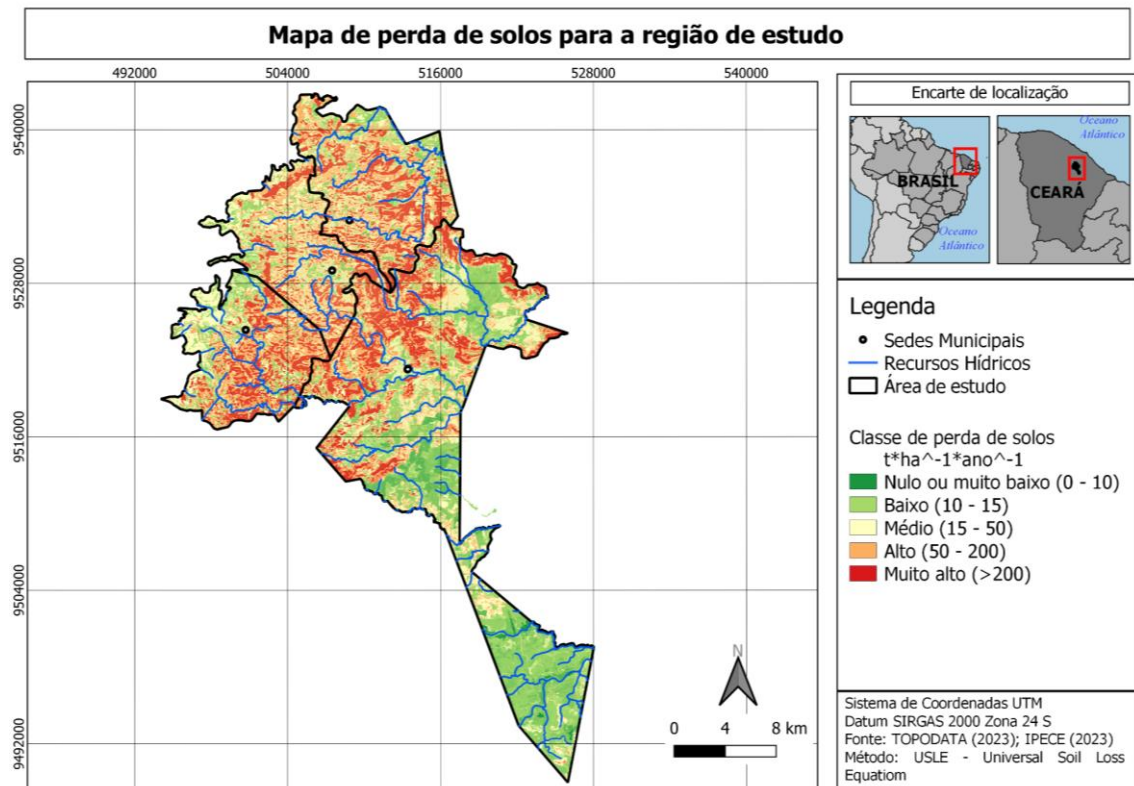 Mapa de perda de solos para a região de estudo
492000
504000
516000
528000
540000
9540000
9528000
9516000
9504000
9492000
N
0
4
8 km
Encarte de localização
BRASIL
Oceano
Atlântico
Oceano
Atlântico
CEARÁ
Legenda
Sedes Municipais
Recursos Hídricos
Área de estudo
Classe de perda de solos
t*ha^-1*ano^-1
Nulo ou muito baixo (0 - 10)
Baixo (10 - 15)
Médio (15 - 50)
Alto (50 - 200)
Muito alto (>200)
Sistema de Coordenadas UTM
Datum SIRGAS 2000 Zona 24 S
Fonte: TOPODATA (2023); IPECE (2023)
Método: USLE - Universal Soil Loss
Equatiom